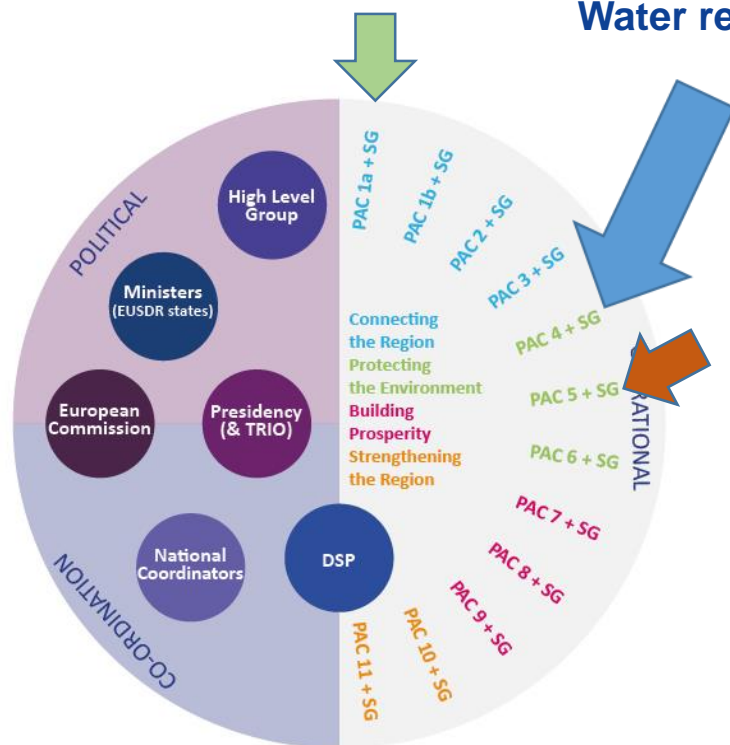 Water re
POLITICAL
High Level
Group
Ministers
(EUSDR states)
European
Commission
Presidency
(& TRIO)
CO-ORDINATION
National
Coordinators
DSP
Connecting
the Region
Protecting
the Environment
Building
Prosperity
Strengthening
the Region
PAC 1a + SG
PAC 1b + SG
PAC 2 + SG
PAC 3 + SG
PAC 4 + SG
PAC 5 + SG
PAC 6 + SG
PAC 7 + SG
PAC 8 + SG
PAC 9 + SG
PAC 10 + SG
PAC 11 + SG
RATIONAL